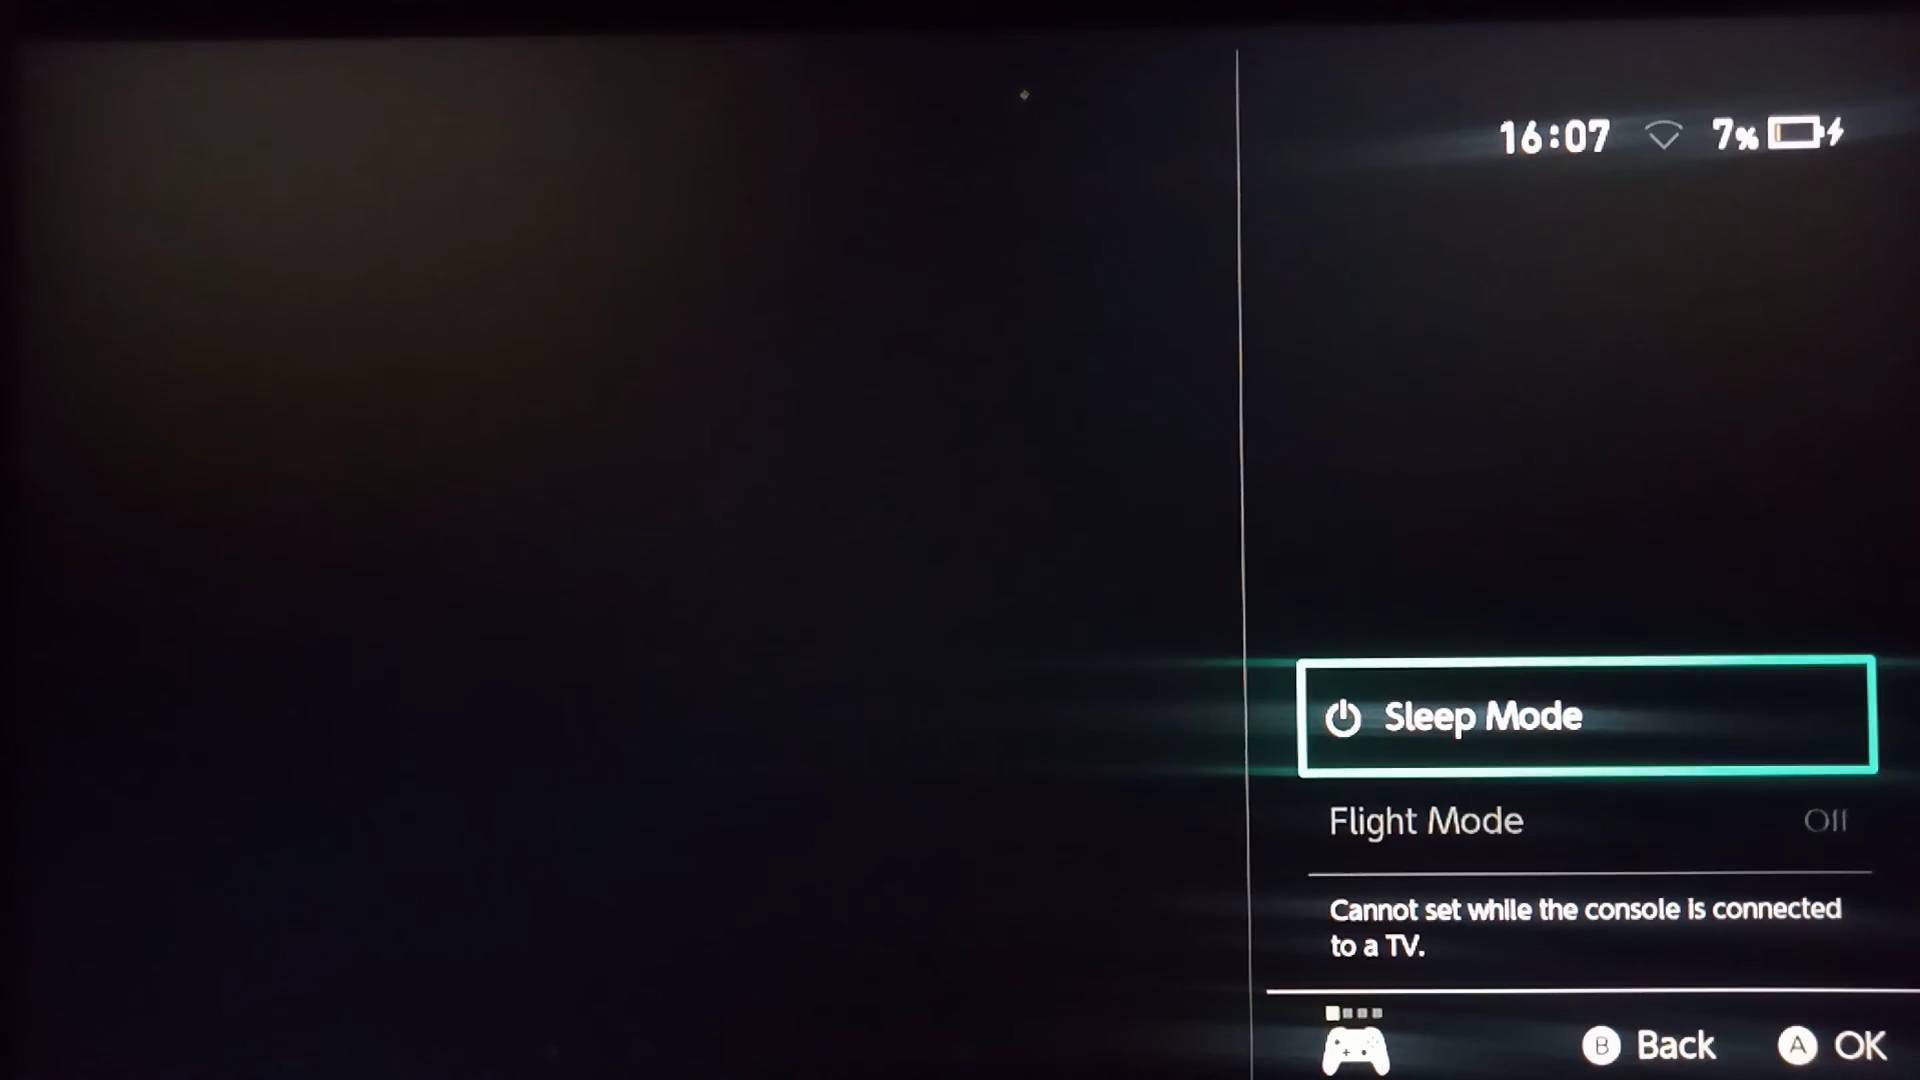 16:07 7%
Sleep Mode
Flight Mode Off
Cannot set while the console is connected
to a TV.
B Back A OK